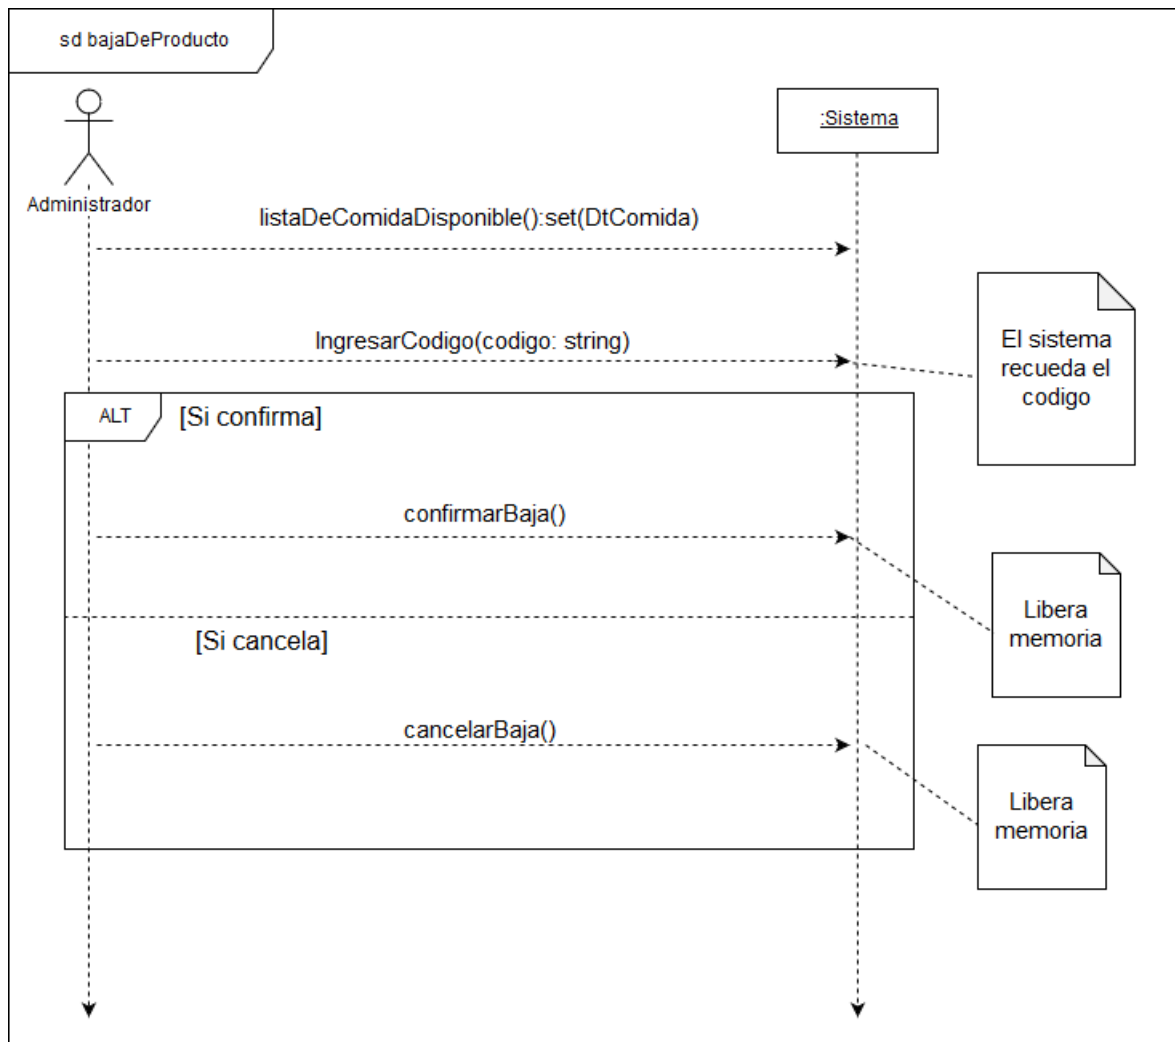 sd bajaDeProducto
:Sistema
Administrador
listaDeComidaDisponible():set(DtComida)
IngresarCodigo(codigo: string)
El sistema
recueda el
codigo
ALT
[Si confirma]
confirmarBaja()
Libera
memoria
[Si cancela]
cancelarBaja()
Libera
memoria